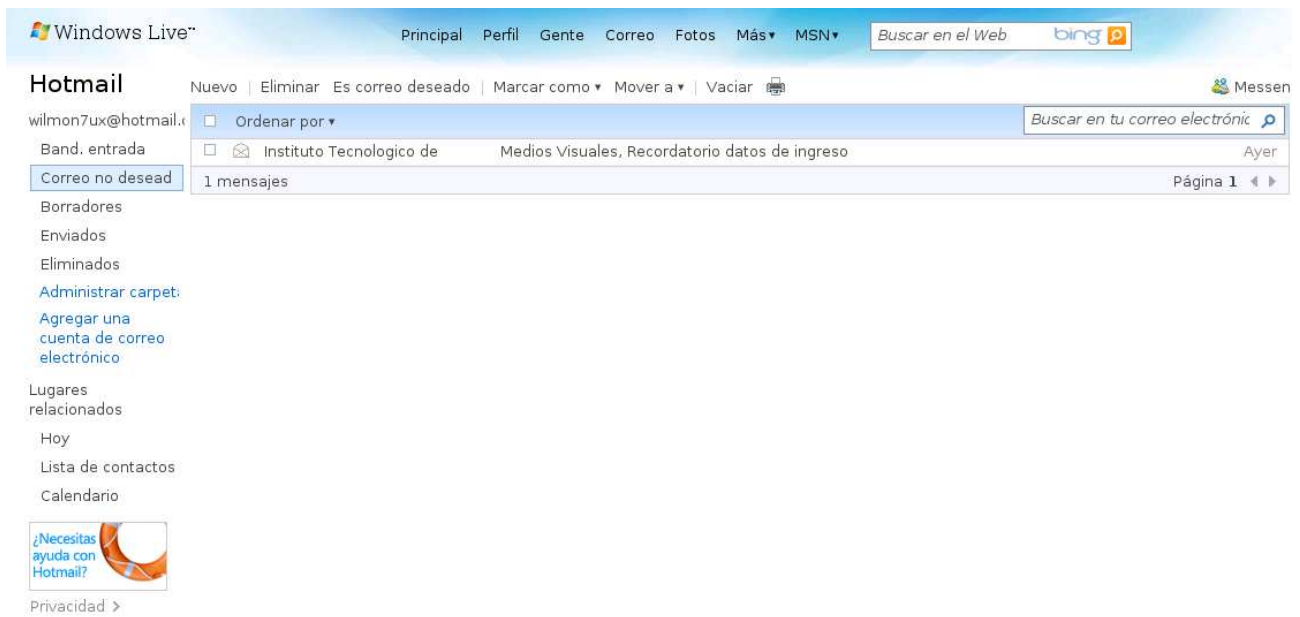 Windows Live™ Principal Perfil Gente Correo Fotos Más MSN Buscar en el Web bing
Hotmail Nuevo | Eliminar Es correo deseado | Marcar como Mover a | Vaciar Messen
wilmon7ux@hotmail.c Ordenar por Buscar en tu correo electrónic
Band. entrada Instituto Tecnologico de Medios Visuales, Recordatorio datos de ingreso Ayer
Correo no desead 1 mensajes Página 1
Borradores
Enviados
Eliminados
Administrar carpeta
Agregar una
cuenta de correo
electrónico
Lugares
relacionados
Hoy
Lista de contactos
Calendario
¿Necesitas
ayuda con
Hotmail?
Privacidad >